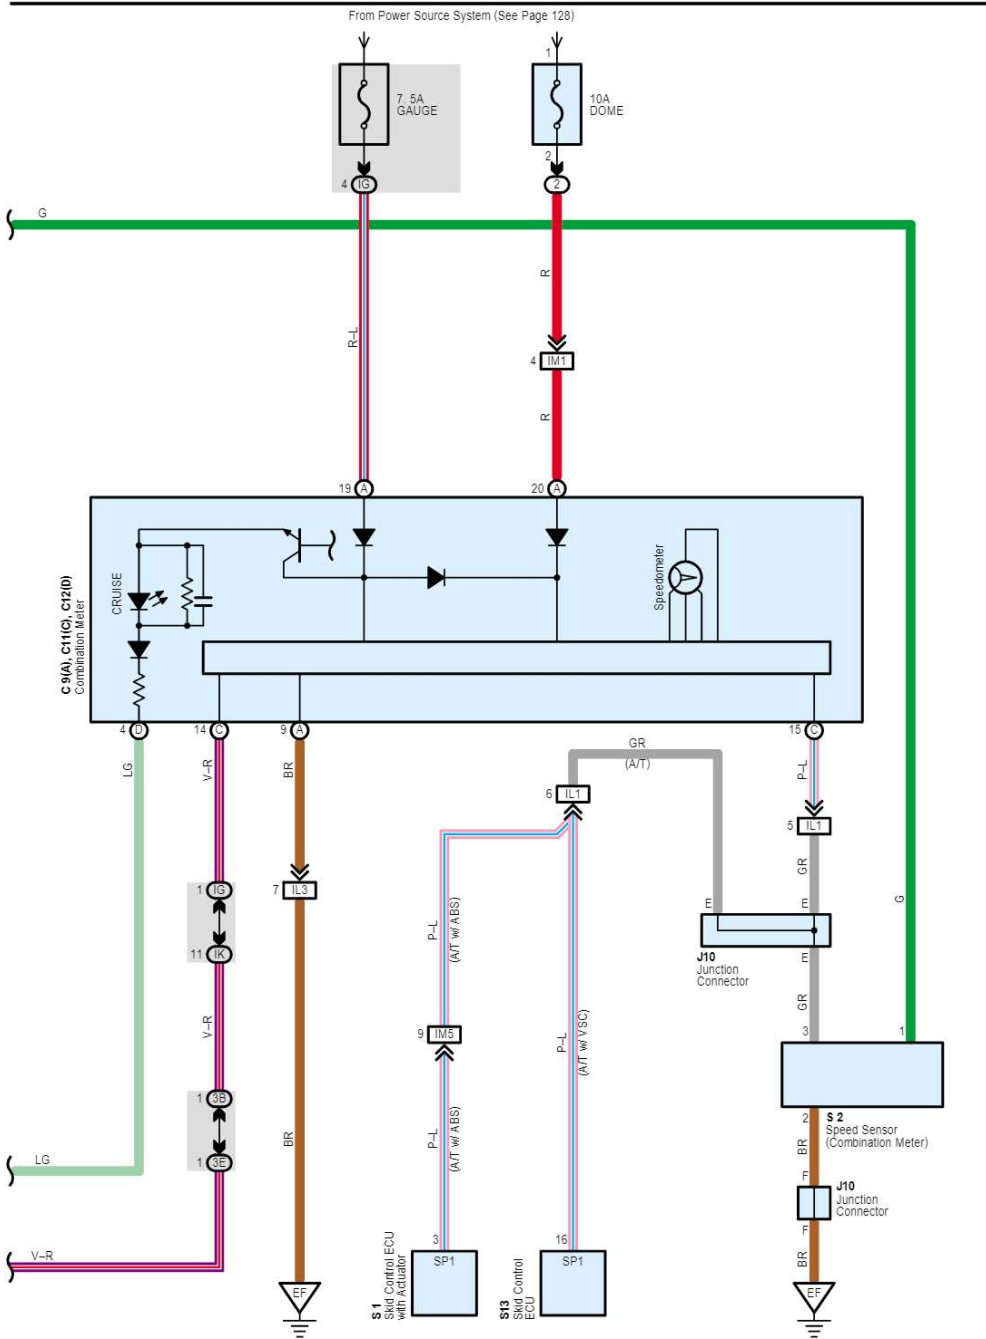 From Power Source System (See Page 128)
1
7. 5A
GAUGE
10A
DOME
2
4 IG
2
G
R
R–L
4 IM1
R
19 A
20 A
C 9(A), C11(C), C12(D)
Combination Meter
CRUISE
Speedometer
4 D
14 C
9 A
15 C
LG
V–R
BR
GR
(A/T)
P–L
6 IL1
5 IL1
GR
1 IG
7 IL3
11 IK
P–L
(A/T w/ ABS)
E
E
G
J10
Junction
Connector
E
GR
V–R
9 IM5
P–L
(A/T w/ VSC)
3
1
1 3B
BR
P–L
(A/T w/ ABS)
2
S 2
Speed Sensor
(Combination Meter)
BR
LG
1 3E
F
J10
Junction
Connector
F
V–R
3
16
BR
SP1
SP1
S 1
Skid Control ECU
with Actuator
S13
Skid Control
ECU
EF
EF